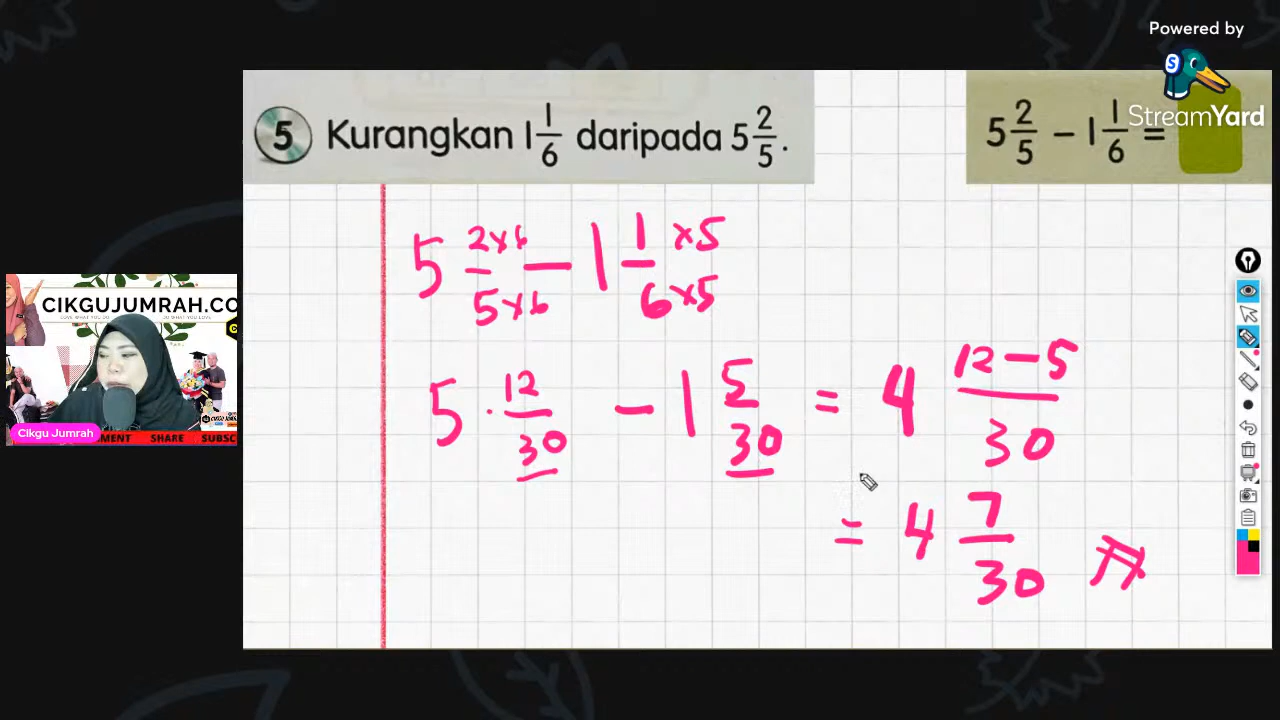 Powered by
StreamYard
5 Kurangkan 1 1/6 daripada 5 2/5.
5 2/5 − 1 1/6 =
5 2×6/5×6 − 1 1×5/6×5
5 · 12/30 − 1 5/30 = 4 12−5/30
= 4 7/30
CIKGUJUMRAH.CO
Cikgu Jumrah
MENT SHARE SUBSC